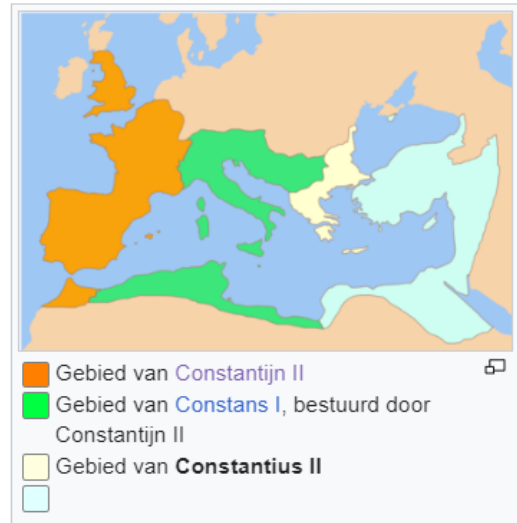 Gebied van Constantijn II
Gebied van Constans I, bestuurd door
Constantijn II
Gebied van Constantius II